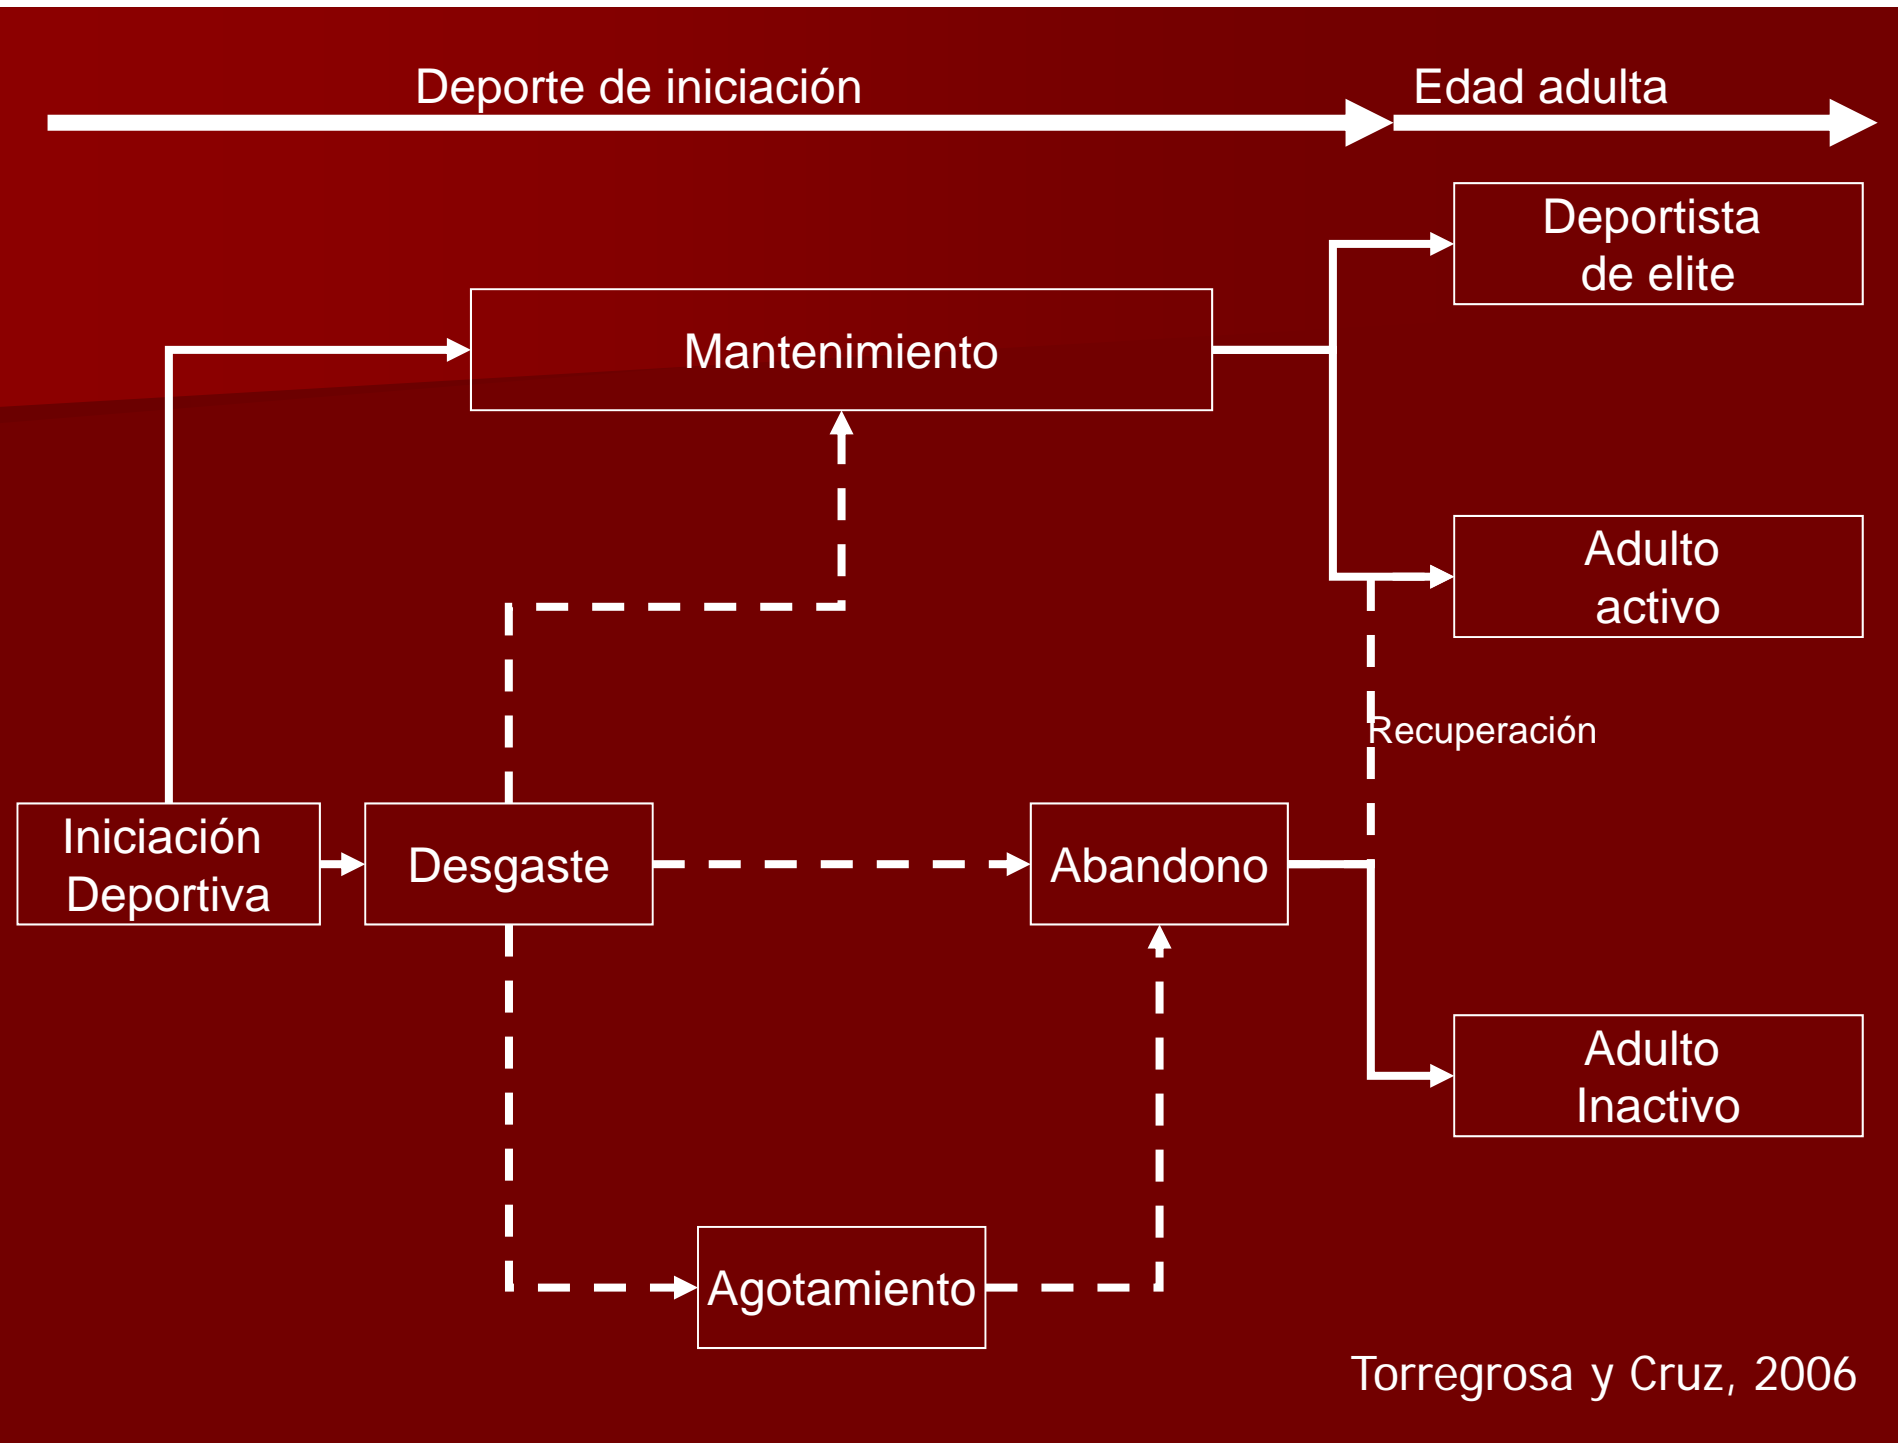 Deporte de iniciación
Edad adulta
Deportista
de elite
Mantenimiento
Adulto
activo
Recuperación
Iniciación
Deportiva
Desgaste
Abandono
Adulto
Inactivo
Agotamiento
Torregrosa y Cruz, 2006